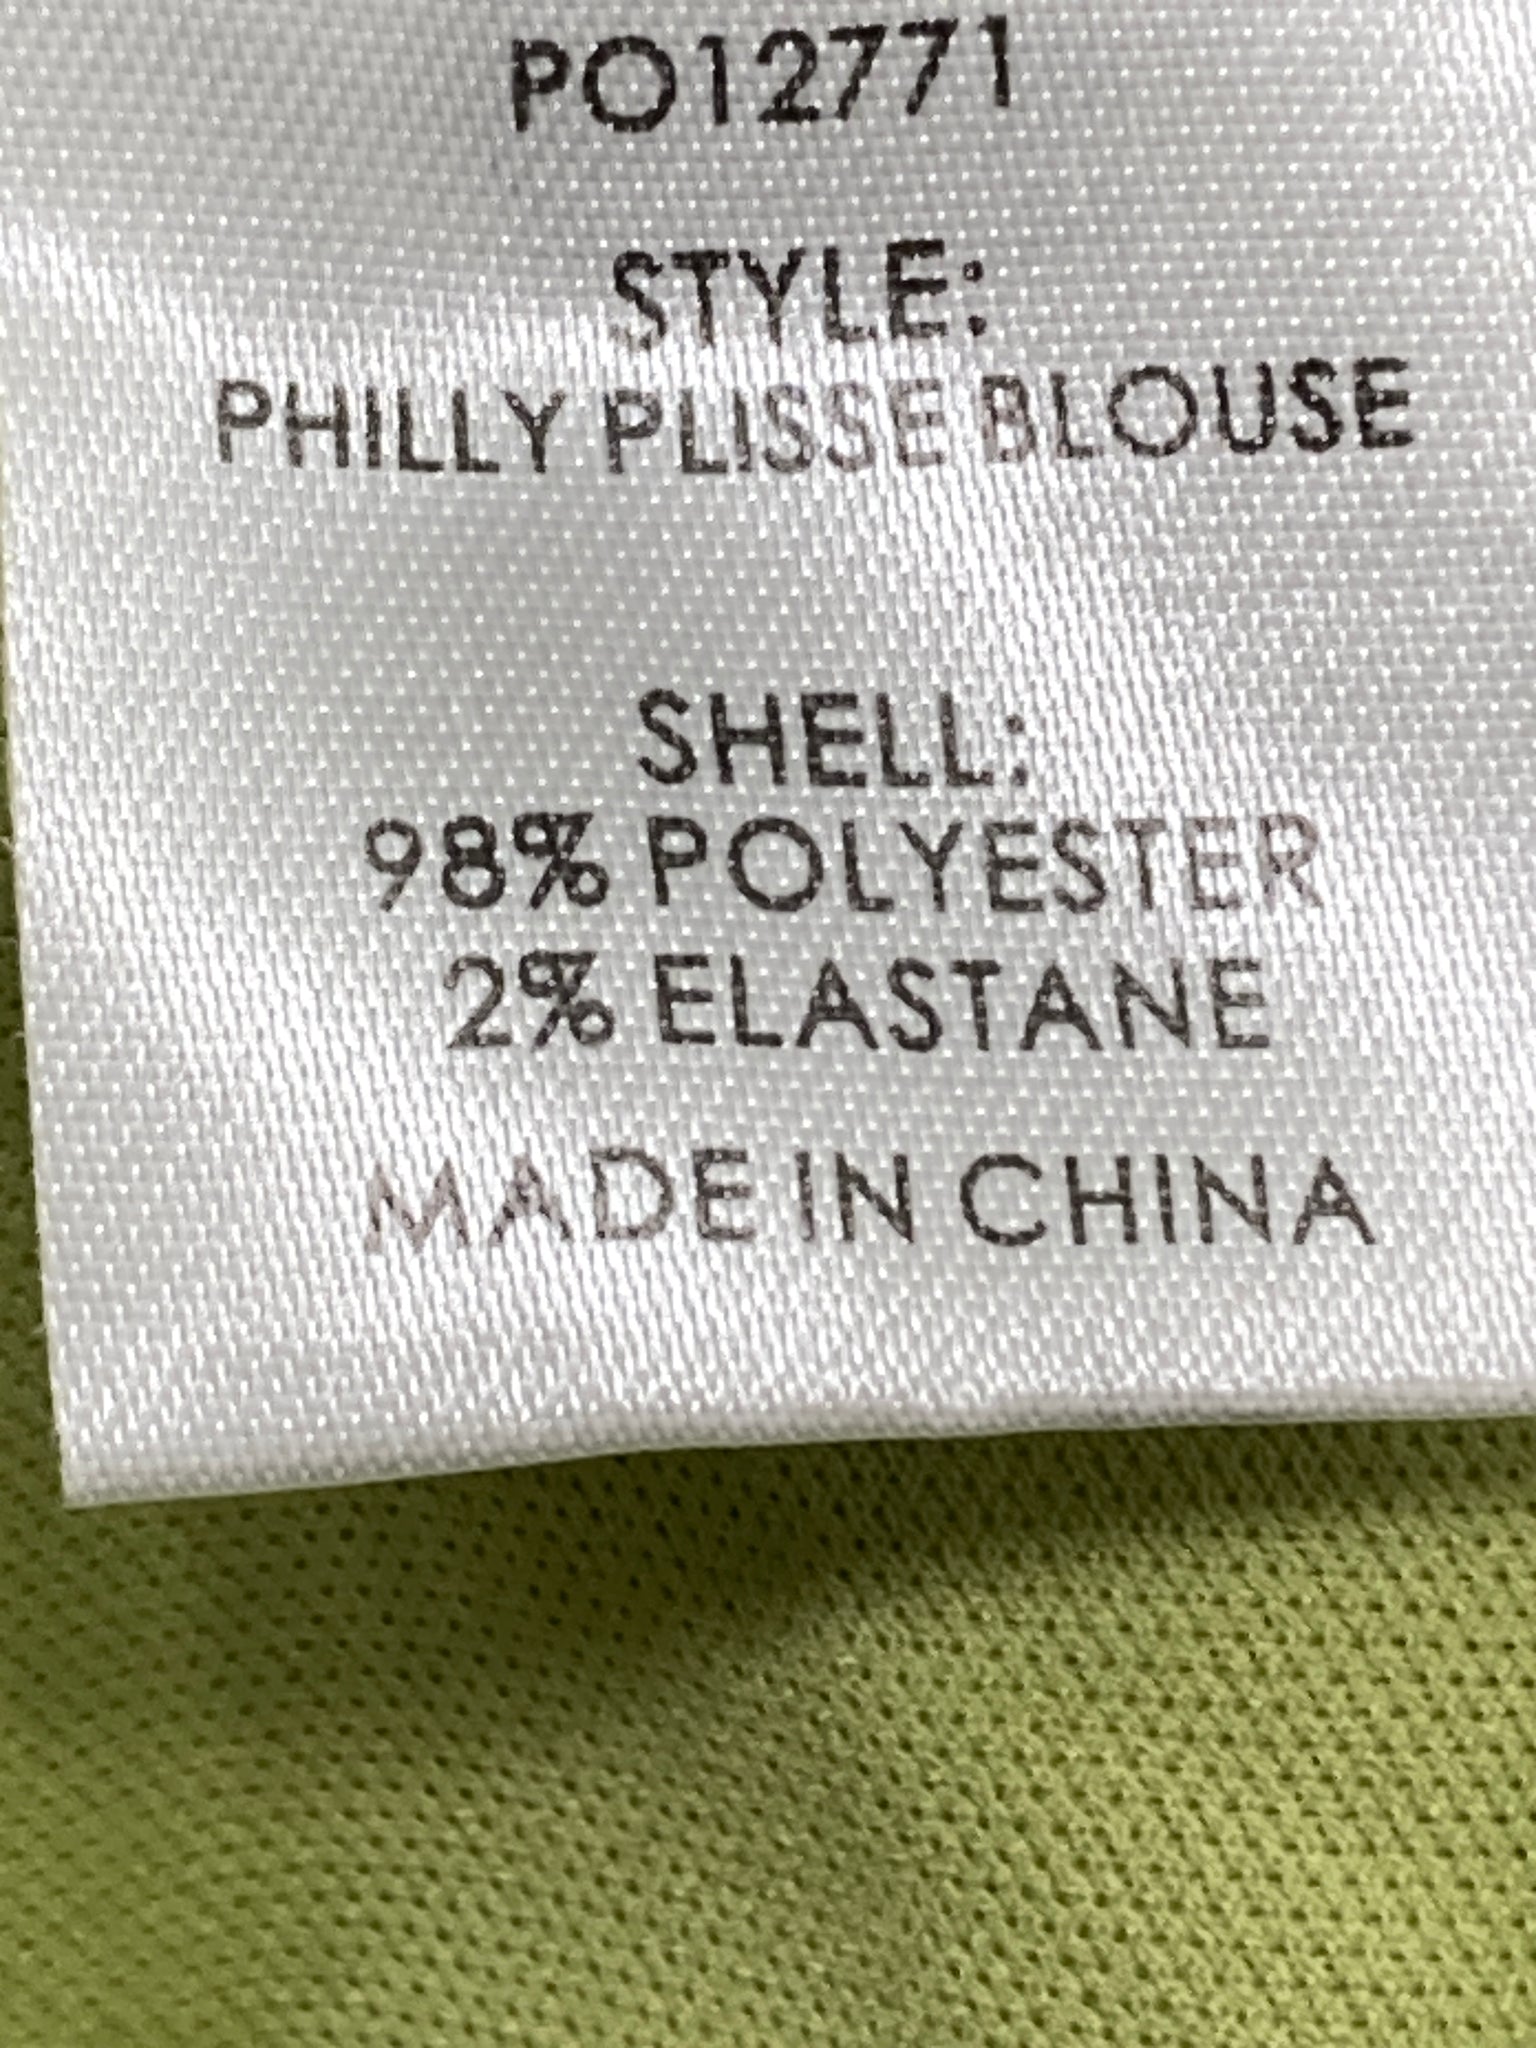 PO12771
STYLE:
PHILLY PLISSE BLOUSE
SHELL:
98% POLYESTER
2% ELASTANE
MADE IN CHINA